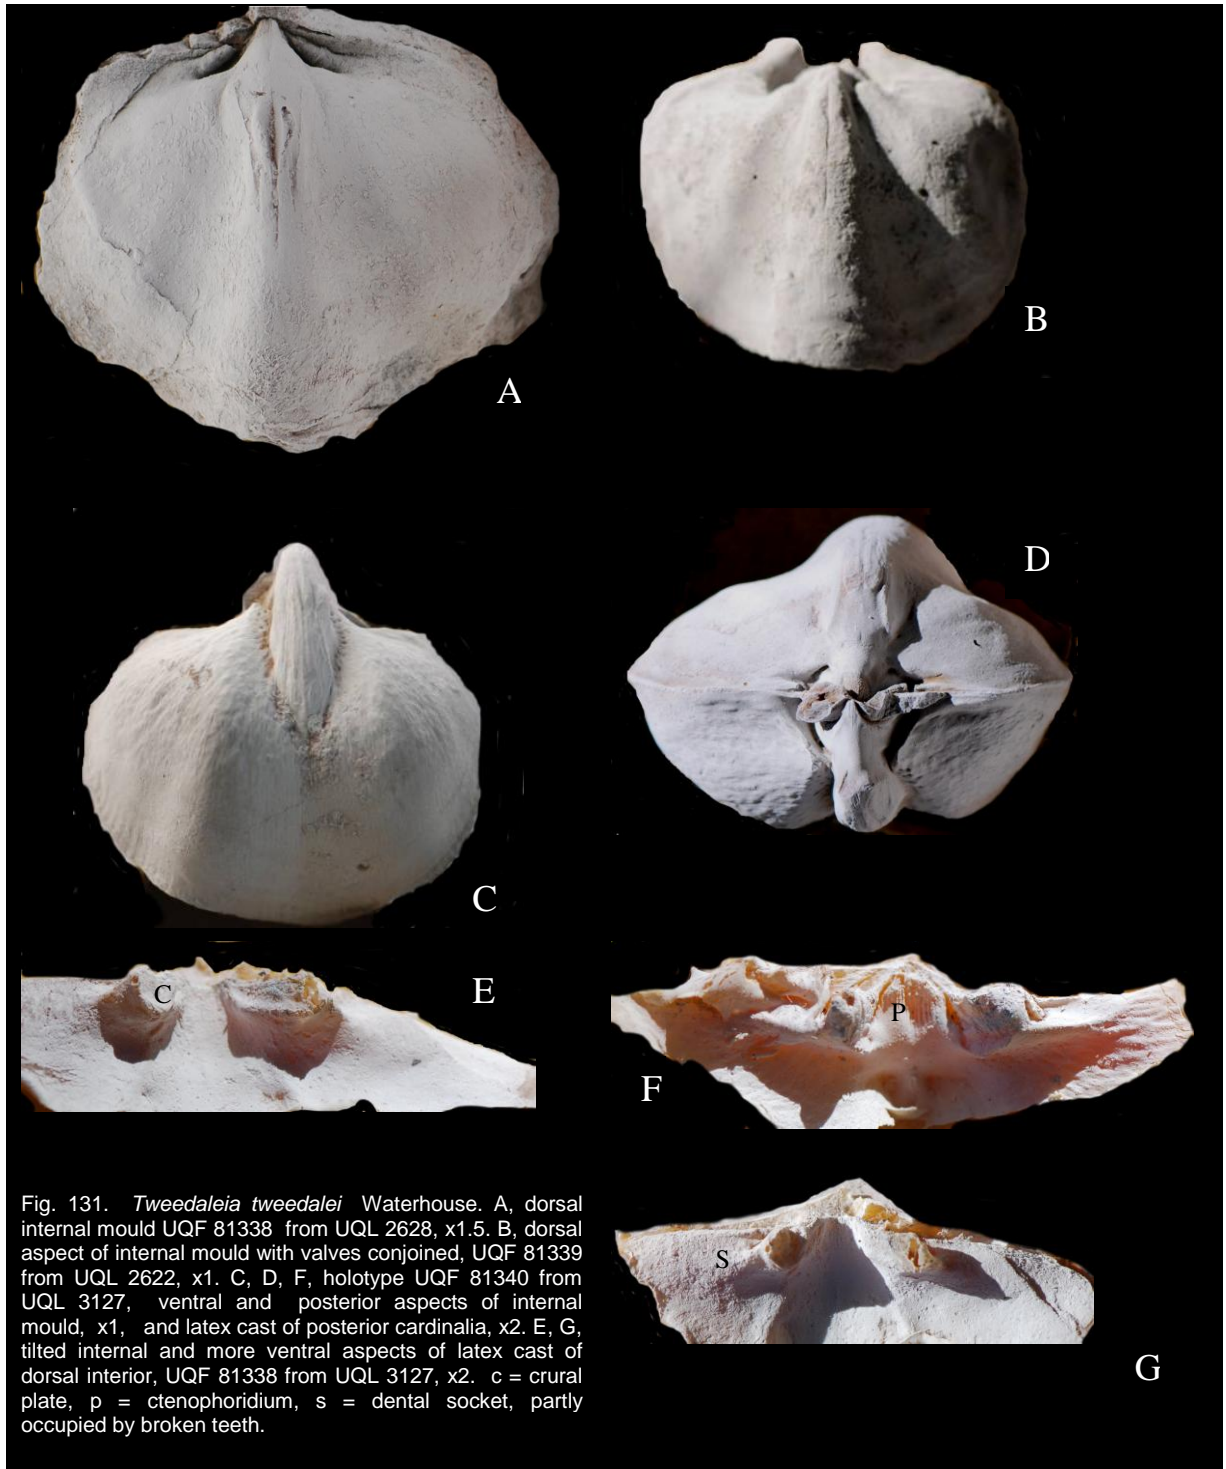 A
B
D
C
C
E
P
F
S
G
Fig. 131. Tweedaleia tweedalei Waterhouse. A, dorsal
internal mould UQF 81338 from UQL 2628, x1.5. B, dorsal
aspect of internal mould with valves conjoined, UQF 81339
from UQL 2622, x1. C, D, F, holotype UQF 81340 from
UQL 3127, ventral and posterior aspects of internal
mould, x1, and latex cast of posterior cardinalia, x2. E, G,
tilted internal and more ventral aspects of latex cast of
dorsal interior, UQF 81338 from UQL 3127, x2. c = crural
plate, p = ctenophoridium, s = dental socket, partly
occupied by broken teeth.